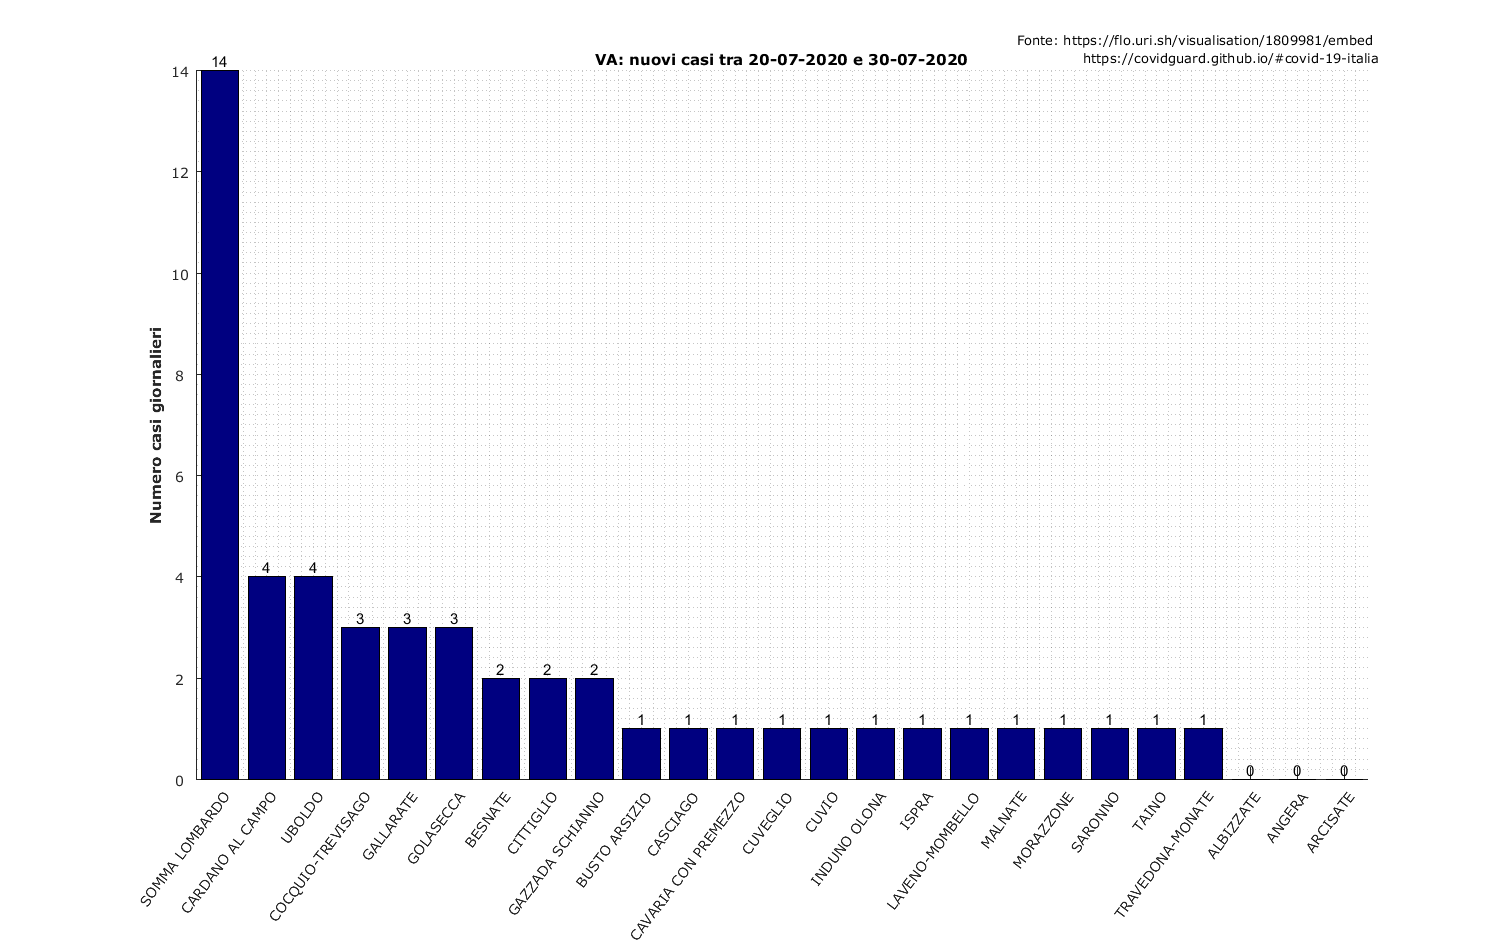 Fonte: https://flo.uri.sh/visualisation/1809981/embed
https://covidguard.github.io/#covid-19-italia
VA: nuovi casi tra 20-07-2020 e 30-07-2020
Numero casi giornalieri
14
12
10
8
6
4
2
0
14
4
4
3
3
3
2
2
2
1
1
1
1
1
1
1
1
1
1
1
1
1
0
0
0
SOMMA LOMBARDO
CARDANO AL CAMPO
UBOLDO
COCQUIO-TREVISAGO
GALLARATE
GOLASECCA
BESNATE
CITTIGLIO
GAZZADA SCHIANNO
BUSTO ARSIZIO
CASCIAGO
CAVARIA CON PREMEZZO
CUVEGLIO
CUVIO
INDUNO OLONA
ISPRA
LAVENO-MOMBELLO
MALNATE
MORAZZONE
SARONNO
TAINO
TRAVEDONA-MONATE
ALBIZZATE
ANGERA
ARCISATE